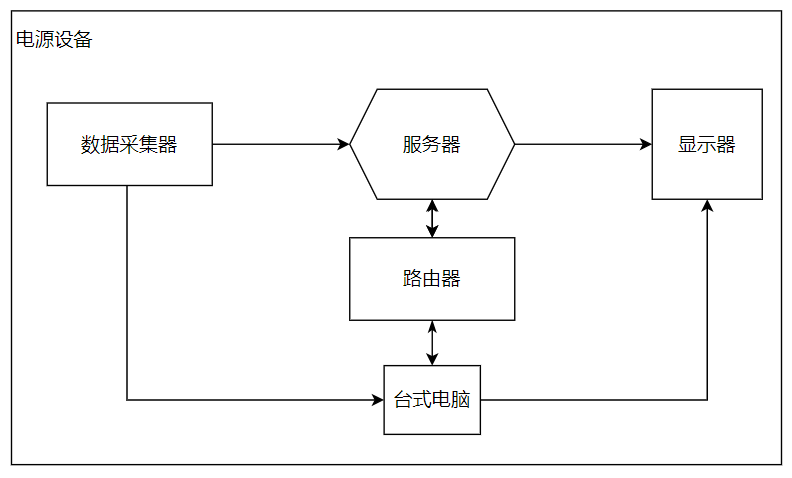 电源设备
数据采集器
服务器
显示器
路由器
台式电脑